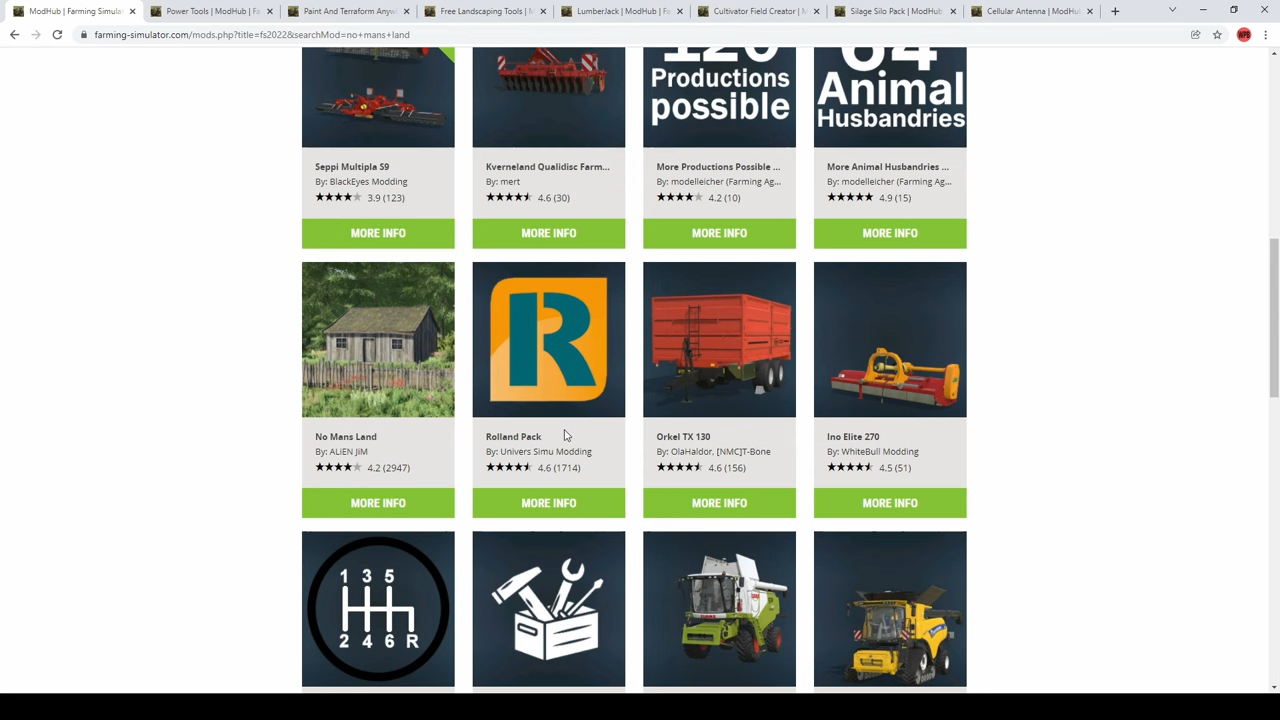 ModHub | Farming Simula
Power Tools | ModHub | Fa
Paint And Terraform Anyw
Free Landscaping Tools | M
LumberJack | ModHub | Fa
Cultivator Field Creator | M
Silage Silo Pack | ModHub
Cellular Antenna | ModHub
farming-simulator.com/mods.php?title=fs2022&searchMod=no+mans+land
WPG
Productions
possible
Animal
Husbandries
Seppi Multipla S9
By: BlackEyes Modding
3.9 (123)
MORE INFO
Kverneland Qualidisc Farm...
By: mert
4.6 (30)
MORE INFO
More Productions Possible ...
By: modelleicher (Farming Ag...
4.2 (10)
MORE INFO
More Animal Husbandries ...
By: modelleicher (Farming Ag...
4.9 (15)
MORE INFO
R
No Mans Land
By: ALiEN JiM
4.2 (2947)
MORE INFO
Rolland Pack
By: Univers Simu Modding
4.6 (1714)
MORE INFO
Orkel TX 130
By: OlaHaldor, [NMC]T-Bone
4.6 (156)
MORE INFO
Ino Elite 270
By: WhiteBull Modding
4.5 (51)
MORE INFO
1 3 5
2 4 6 R